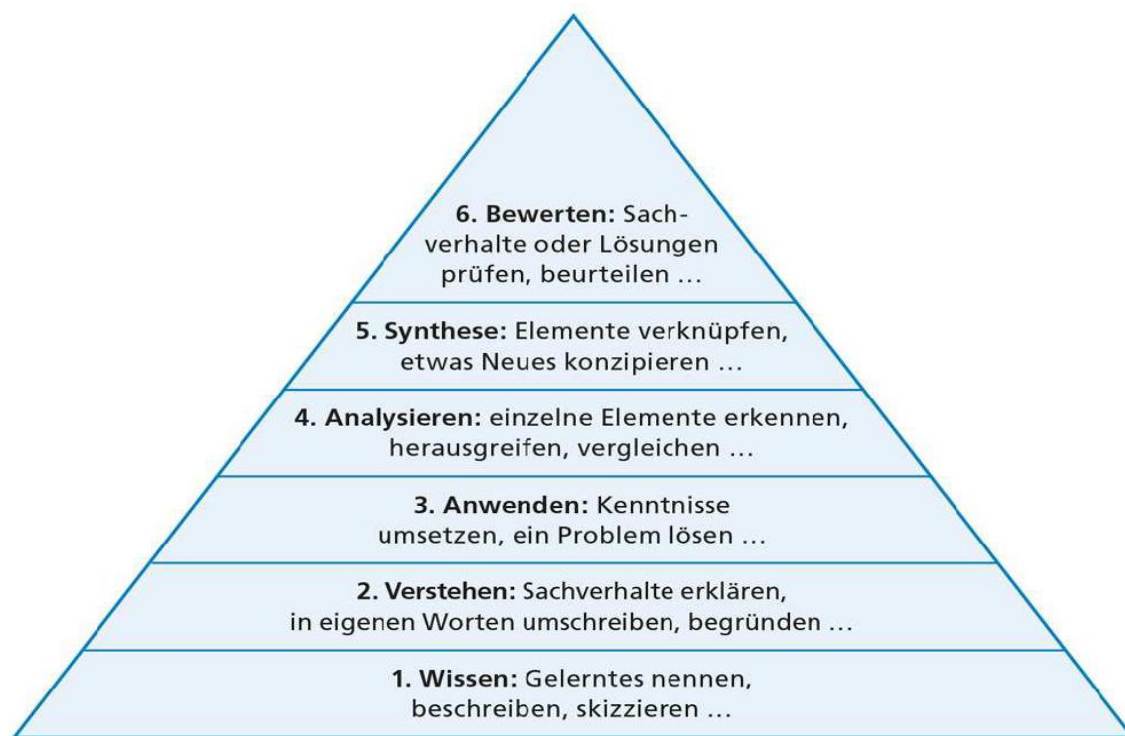 6. Bewerten: Sach-
verhalte oder Lösungen
prüfen, beurteilen …
5. Synthese: Elemente verknüpfen,
etwas Neues konzipieren …
4. Analysieren: einzelne Elemente erkennen,
herausgreifen, vergleichen …
3. Anwenden: Kenntnisse
umsetzen, ein Problem lösen …
2. Verstehen: Sachverhalte erklären,
in eigenen Worten umschreiben, begründen …
1. Wissen: Gelerntes nennen,
beschreiben, skizzieren …